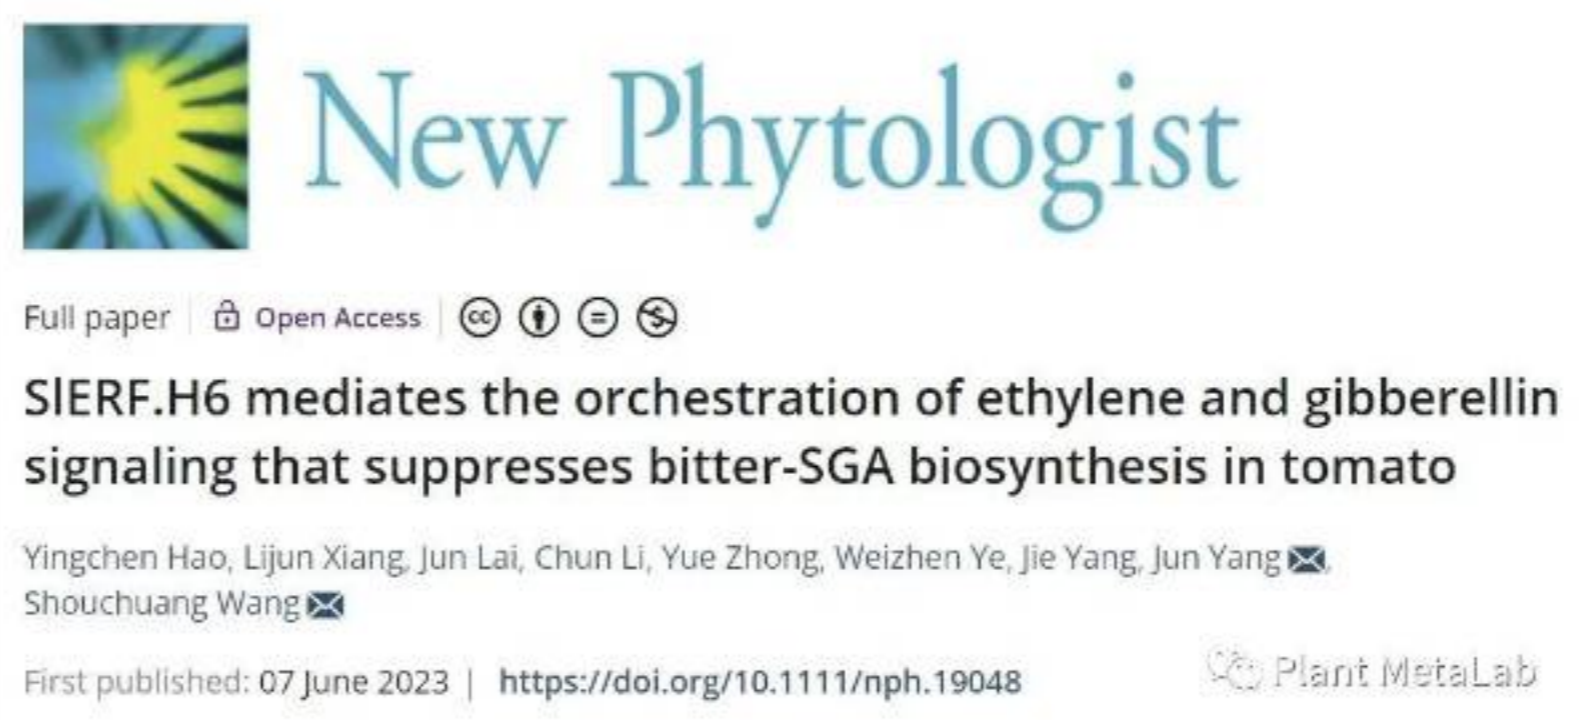 New Phytologist
Full paper | Open Access | cc = $
SlERF.H6 mediates the orchestration of ethylene and gibberellin
signaling that suppresses bitter-SGA biosynthesis in tomato
Yingchen Hao, Lijun Xiang, Jun Lai, Chun Li, Yue Zhong, Weizhen Ye, Jie Yang, Jun Yang,
Shouchuang Wang
First published: 07 June 2023 | https://doi.org/10.1111/nph.19048
Plant MetaLab